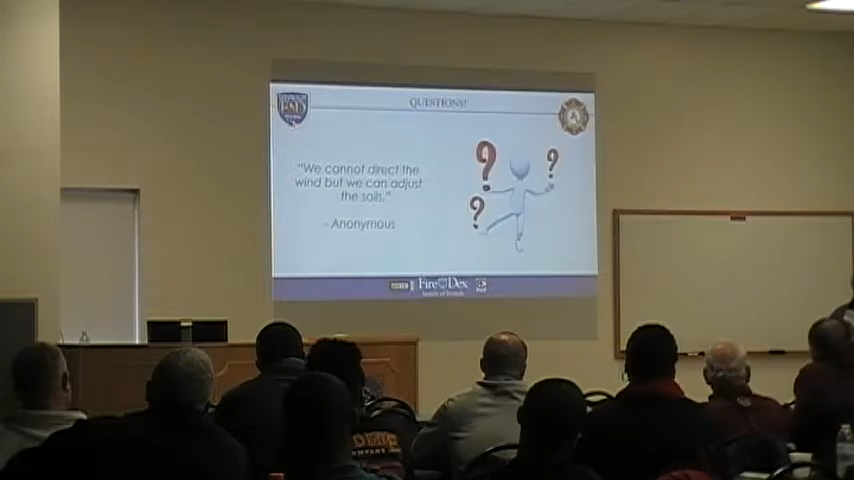 QUESTIONS?
"We cannot direct the
wind but we can adjust
the sails."
- Anonymous
? ? ?
Fire Dex